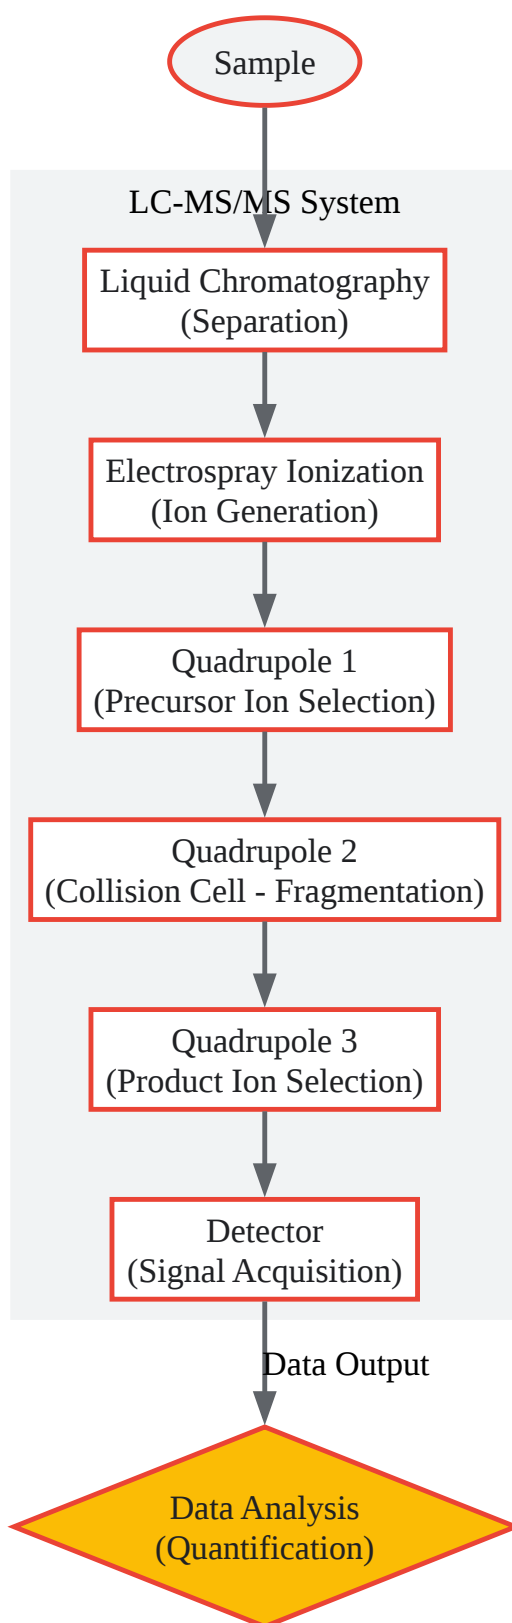 Sample
LC-MS/MS System
Liquid Chromatography
(Separation)
Electrospray Ionization
(Ion Generation)
Quadrupole 1
(Precursor Ion Selection)
Quadrupole 2
(Collision Cell - Fragmentation)
Quadrupole 3
(Product Ion Selection)
Detector
(Signal Acquisition)
Data Output
Data Analysis
(Quantification)